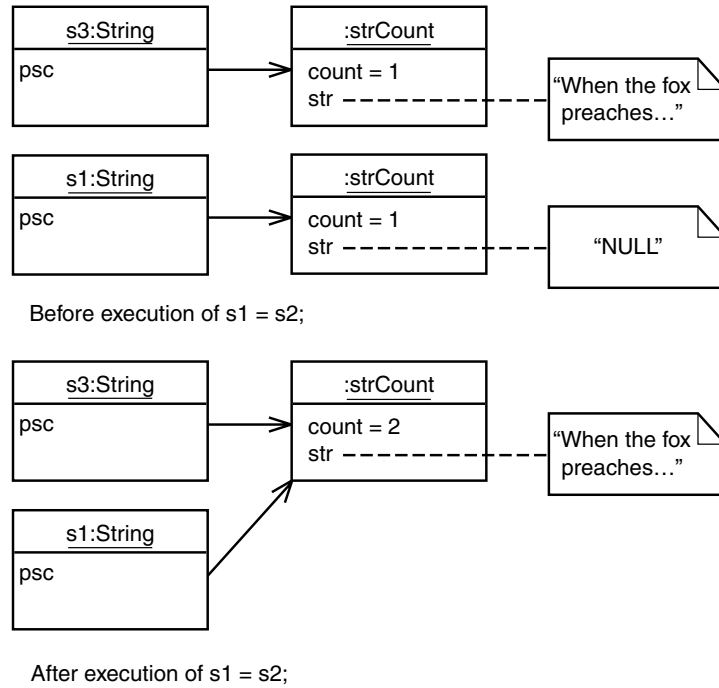 s3:String
psc
:strCount
count = 1
str
“When the fox
preaches…”
s1:String
psc
:strCount
count = 1
str
“NULL”
Before execution of s1 = s2;
s3:String
psc
:strCount
count = 2
str
“When the fox
preaches…”
s1:String
psc
After execution of s1 = s2;